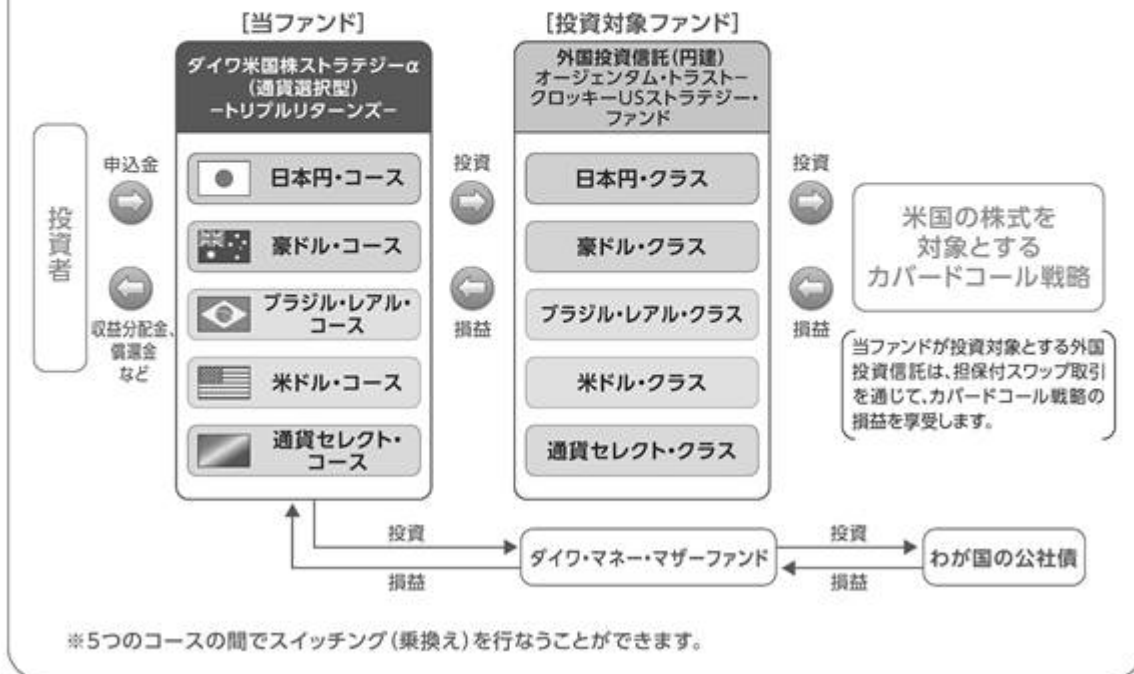 [当ファンド]
[投資対象ファンド]
ダイワ米国株ストラテジーα
(通貨選択型)
ートリプルリターンズー
外国投資信託(円建)
オージェンタム・トラストー
クロッキーUSストラテジー・
ファンド
投資者
申込金
収益分配金、
償還金
など
日本円・コース
豪ドル・コース
ブラジル・レアル・
コース
米ドル・コース
通貨セレクト・
コース
投資
損益
日本円・クラス
豪ドル・クラス
ブラジル・レアル・クラス
米ドル・クラス
通貨セレクト・クラス
投資
損益
米国の株式を
対象とする
カバードコール戦略
当ファンドが投資対象とする外国
投資信託は、担保付スワップ取引
を通じて、カバードコール戦略の
損益を享受します。
投資
損益
ダイワ・マネー・マザーファンド
投資
損益
わが国の公社債
※5つのコースの間でスイッチング(乗換え)を行なうことができます。